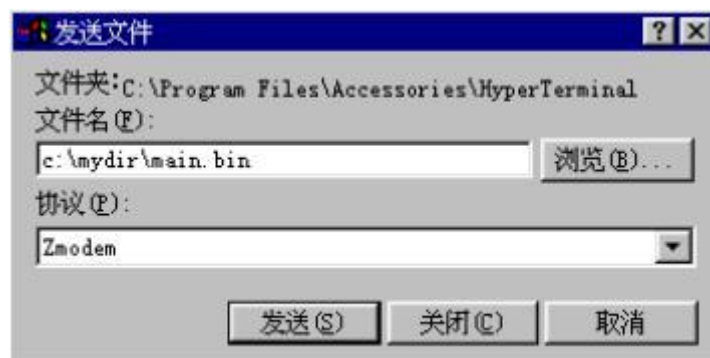 发送文件
文件夹:C:\Program Files\Accessories\HyperTerminal
文件名(F):
c:\mydir\main.bin
浏览(B)...
协议(P):
Zmodem
发送(S)
关闭(C)
取消